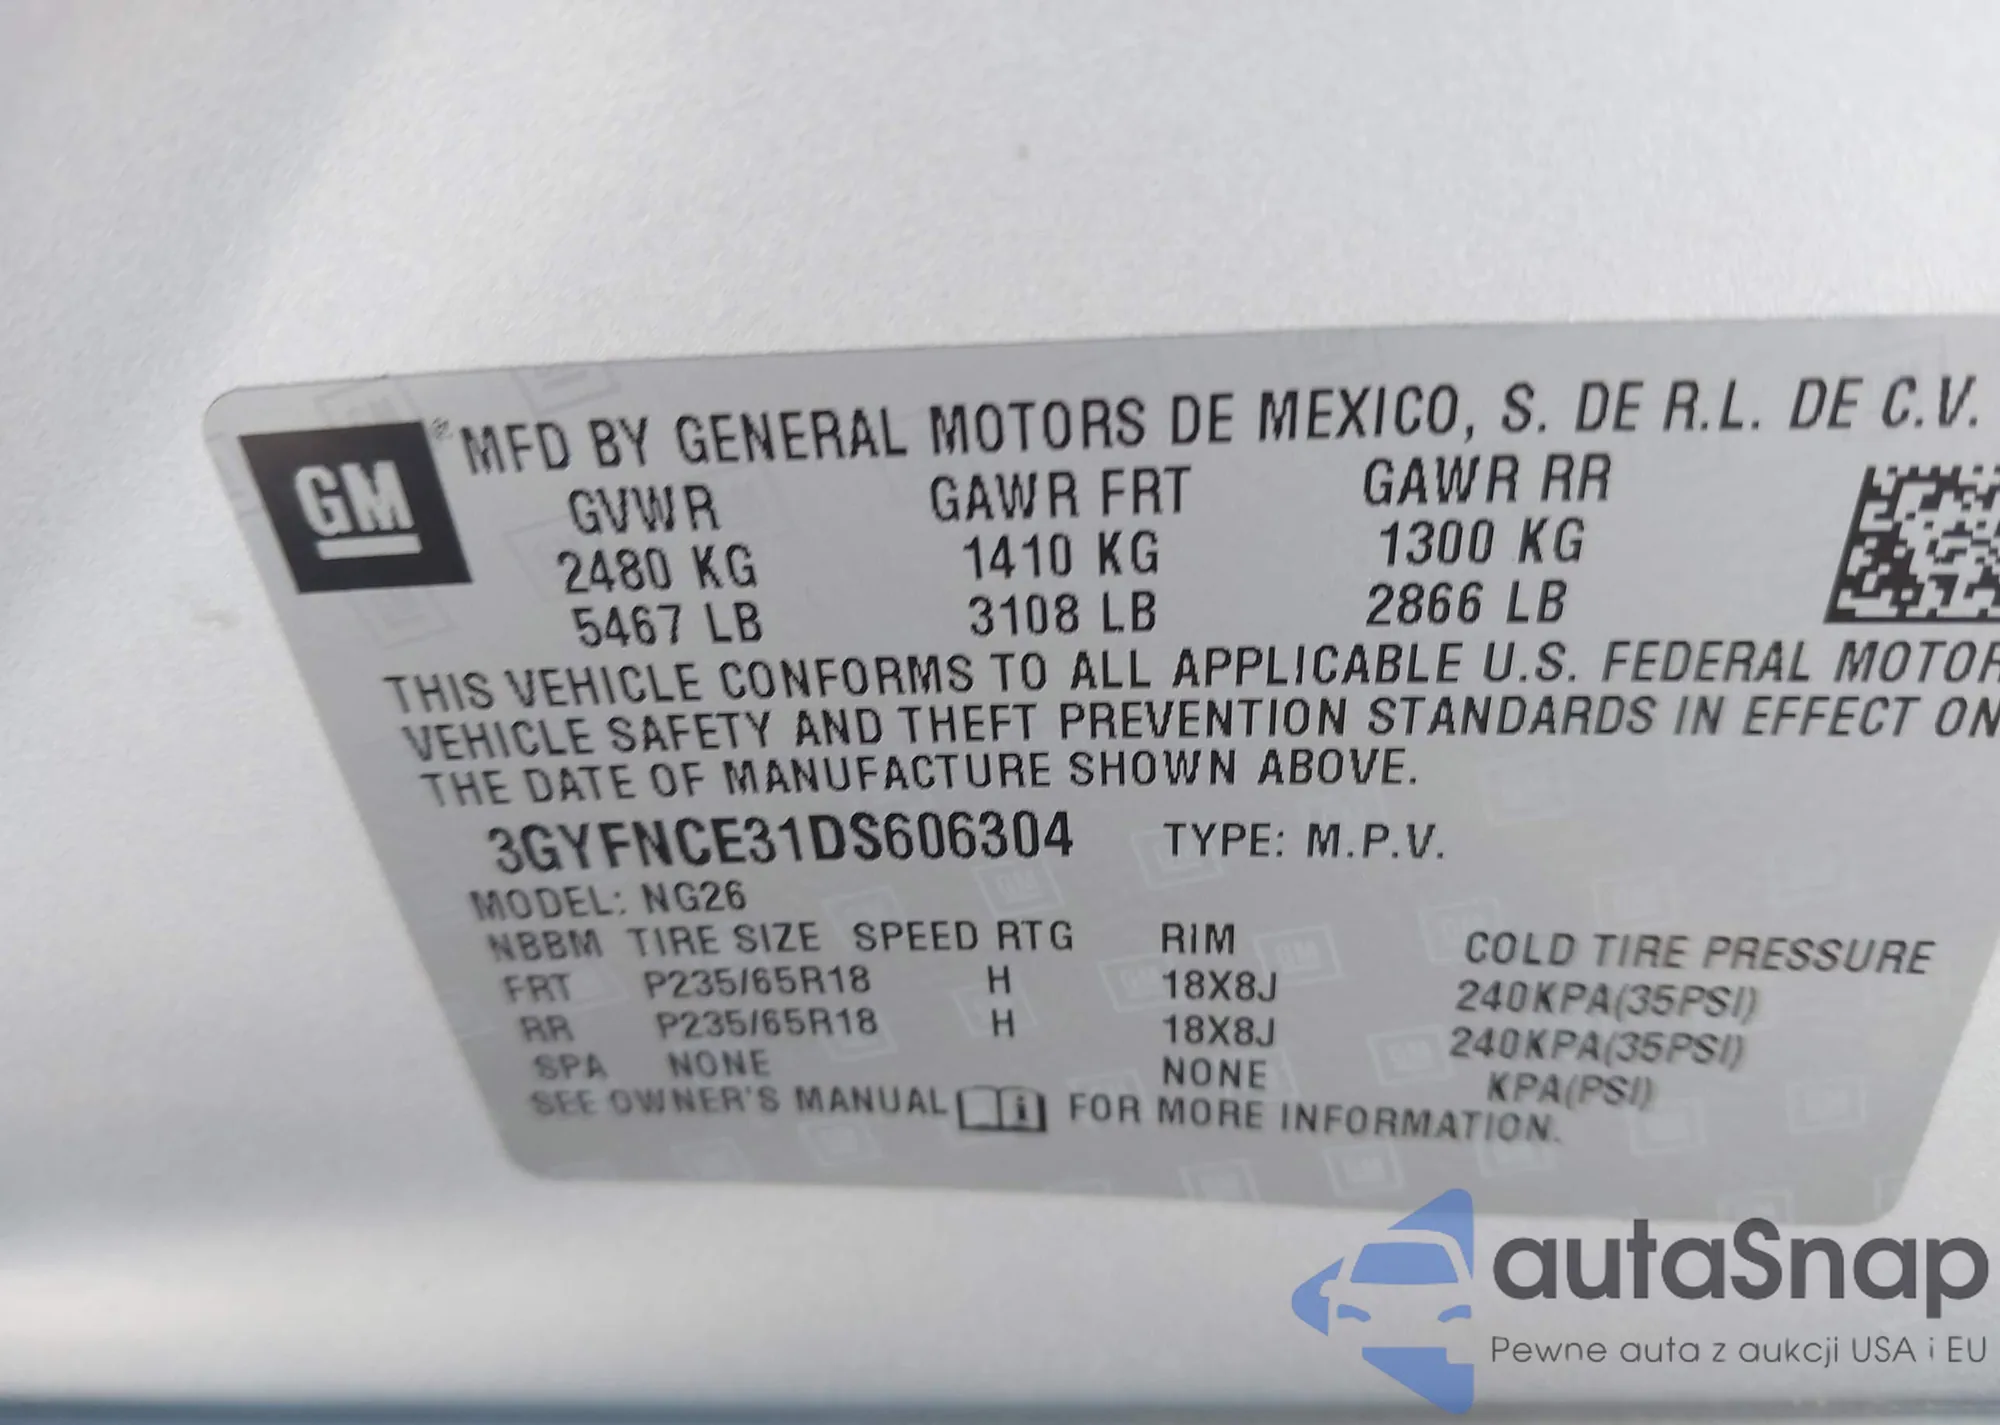 GM ® MFD BY GENERAL MOTORS DE MEXICO, S. DE R.L. DE C.V.
GVWR GAWR FRT GAWR RR
2480 KG 1410 KG 1300 KG
5467 LB 3108 LB 2866 LB
THIS VEHICLE CONFORMS TO ALL APPLICABLE U.S. FEDERAL MOTOR
VEHICLE SAFETY AND THEFT PREVENTION STANDARDS IN EFFECT ON
THE DATE OF MANUFACTURE SHOWN ABOVE.
3GYFNCE31DS606304 TYPE: M.P.V.
MODEL: NG26
NBBM TIRE SIZE SPEED RTG RIM COLD TIRE PRESSURE
FRT P235/65R18 H 18X8J 240KPA(35PSI)
RR P235/65R18 H 18X8J 240KPA(35PSI)
SPA NONE NONE KPA(PSI)
SEE OWNER'S MANUAL i FOR MORE INFORMATION.
autaSnap
Pewne auta z aukcji USA i EU